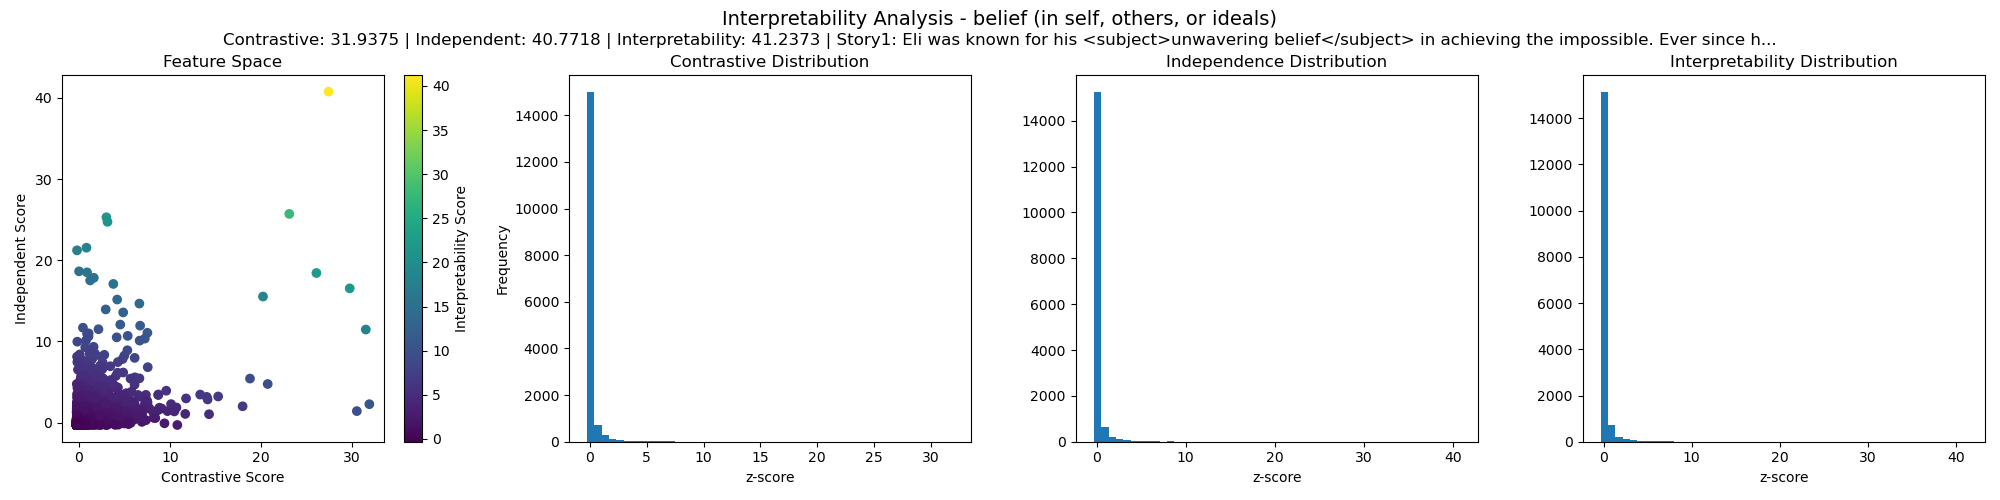 Interpretability Analysis - belief (in self, others, or ideals)
Contrastive: 31.9375 | Independent: 40.7718 | Interpretability: 41.2373 | Story1: Eli was known for his <subject>unwavering belief</subject> in achieving the impossible. Ever since h...
Feature Space
40
30
20
10
0
0 10 20 30
Contrastive Score
Independent Score
40
35
30
25
20
15
10
5
0
Interpretability Score
Contrastive Distribution
14000
12000
10000
8000
6000
4000
2000
0
0 5 10 15 20 25 30
z-score
Frequency
Independence Distribution
14000
12000
10000
8000
6000
4000
2000
0
0 10 20 30 40
z-score
Interpretability Distribution
14000
12000
10000
8000
6000
4000
2000
0
0 10 20 30 40
z-score